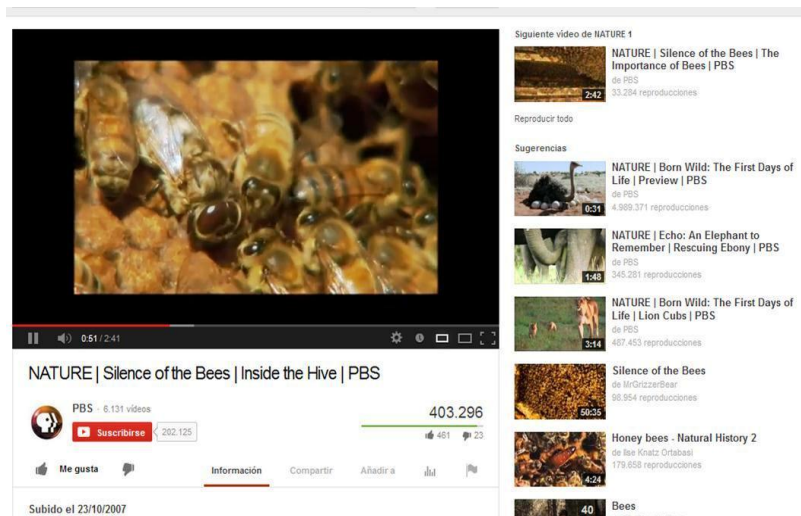 0:51 / 2:41
NATURE | Silence of the Bees | Inside the Hive | PBS
PBS · 6.131 vídeos
Suscribirse 202.125
403.296
461 23
Me gusta
Información Compartir Añadir a
Subido el 23/10/2007
Siguiente vídeo de NATURE 1
2:42
NATURE | Silence of the Bees | The
Importance of Bees | PBS
de PBS
33.284 reproducciones
Reproducir todo
Sugerencias
0:31
NATURE | Born Wild: The First Days of
Life | Preview | PBS
de PBS
4.989.371 reproducciones
1:48
NATURE | Echo: An Elephant to
Remember | Rescuing Ebony | PBS
de PBS
345.281 reproducciones
3:14
NATURE | Born Wild: The First Days of
Life | Lion Cubs | PBS
de PBS
467.453 reproducciones
50:35
Silence of the Bees
de MrGrizzerBear
98.954 reproducciones
4:24
Honey bees - Natural History 2
de Ilse Knatz Ortabasi
179.658 reproducciones
40
Bees